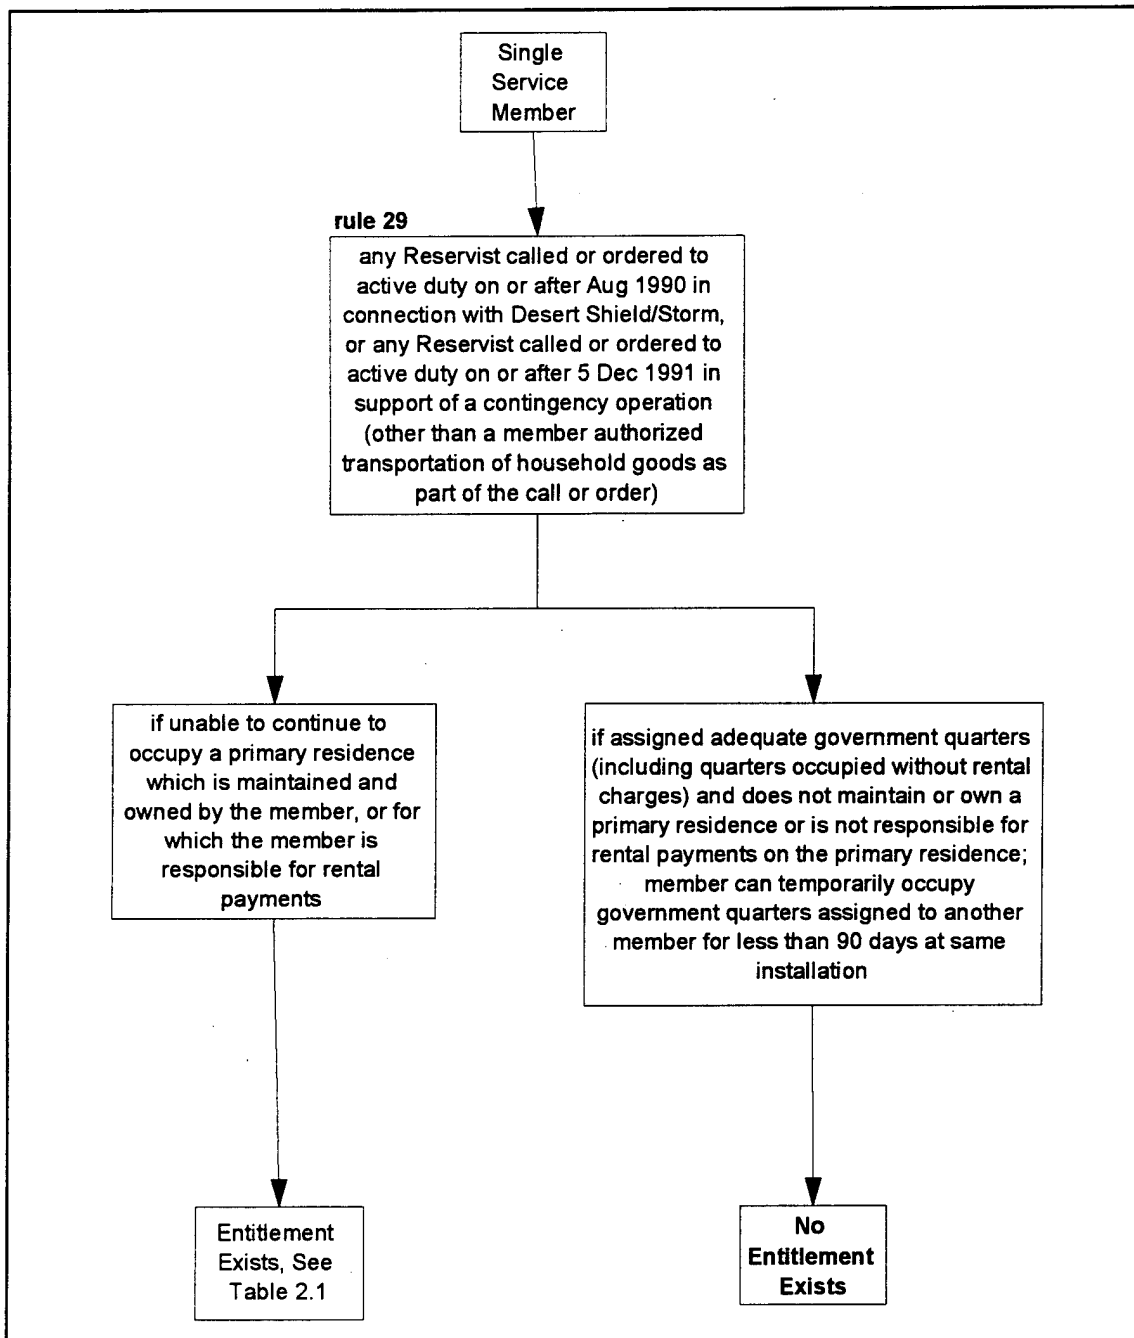 Single
Service
Member
rule 29
any Reservist called or ordered to
active duty on or after Aug 1990 in
connection with Desert Shield/Storm,
or any Reservist called or ordered to
active duty on or after 5 Dec 1991 in
support of a contingency operation
(other than a member authorized
transportation of household goods as
part of the call or order)
if unable to continue to
occupy a primary residence
which is maintained and
owned by the member, or for
which the member is
responsible for rental
payments
if assigned adequate government quarters
(including quarters occupied without rental
charges) and does not maintain or own a
primary residence or is not responsible for
rental payments on the primary residence;
member can temporarily occupy
government quarters assigned to another
member for less than 90 days at same
installation
Entitlement
Exists, See
Table 2.1
No
Entitlement
Exists